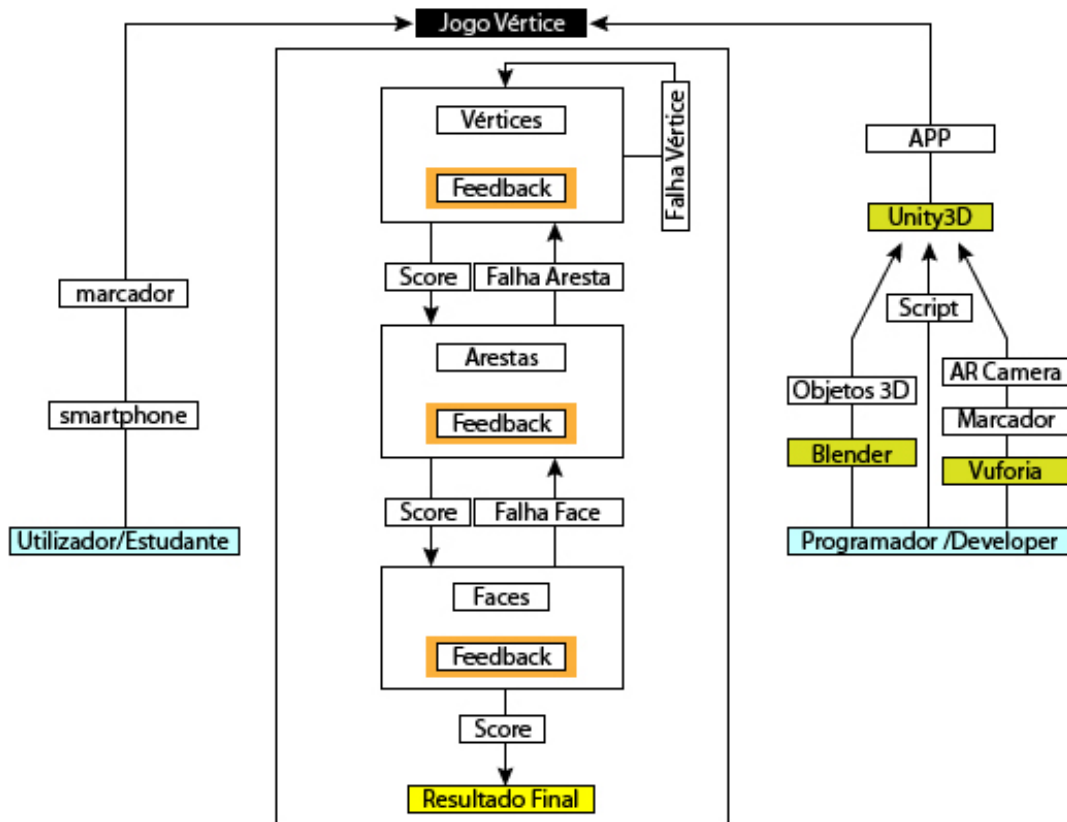 Jogo Vértice
Vértices
Feedback
Falha Vértice
Score
Falha Aresta
Arestas
Feedback
Score
Falha Face
Faces
Feedback
Score
Resultado Final
marcador
smartphone
Utilizador/Estudante
APP
Unity3D
Script
Objetos 3D
Blender
AR Camera
Marcador
Vuforia
Programador /Developer